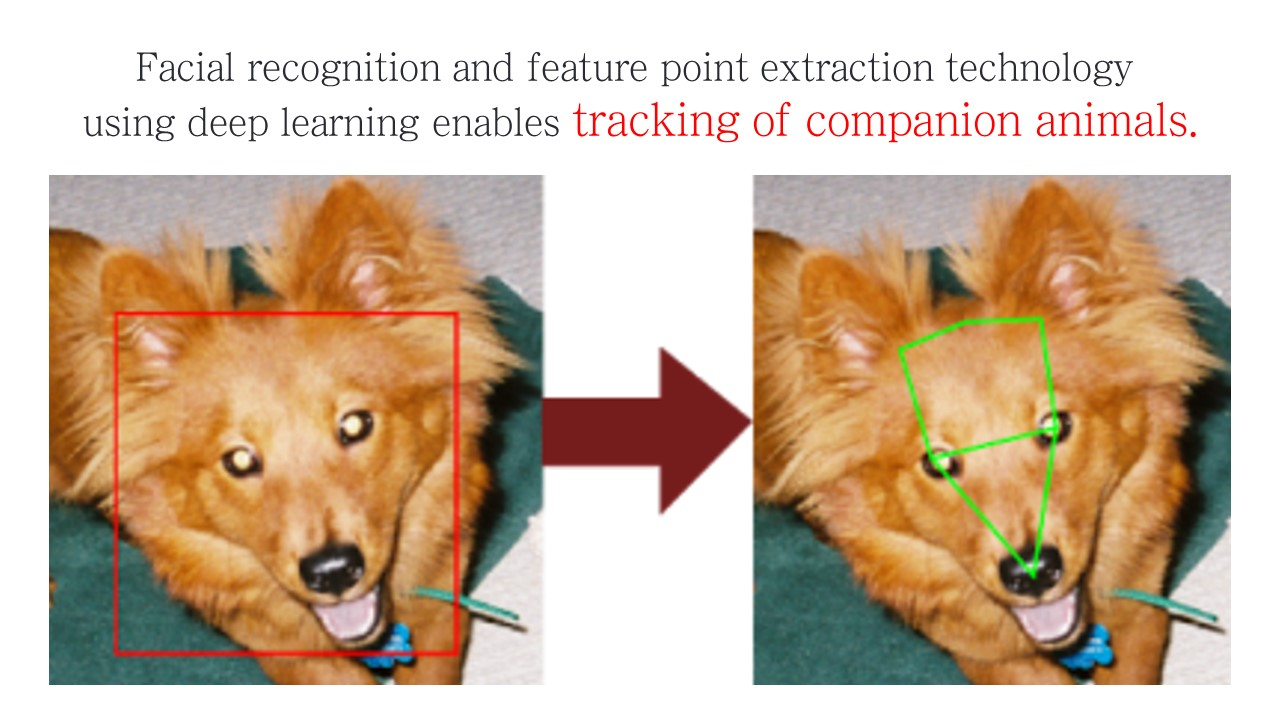 Facial recognition and feature point extraction technology
using deep learning enables tracking of companion animals.